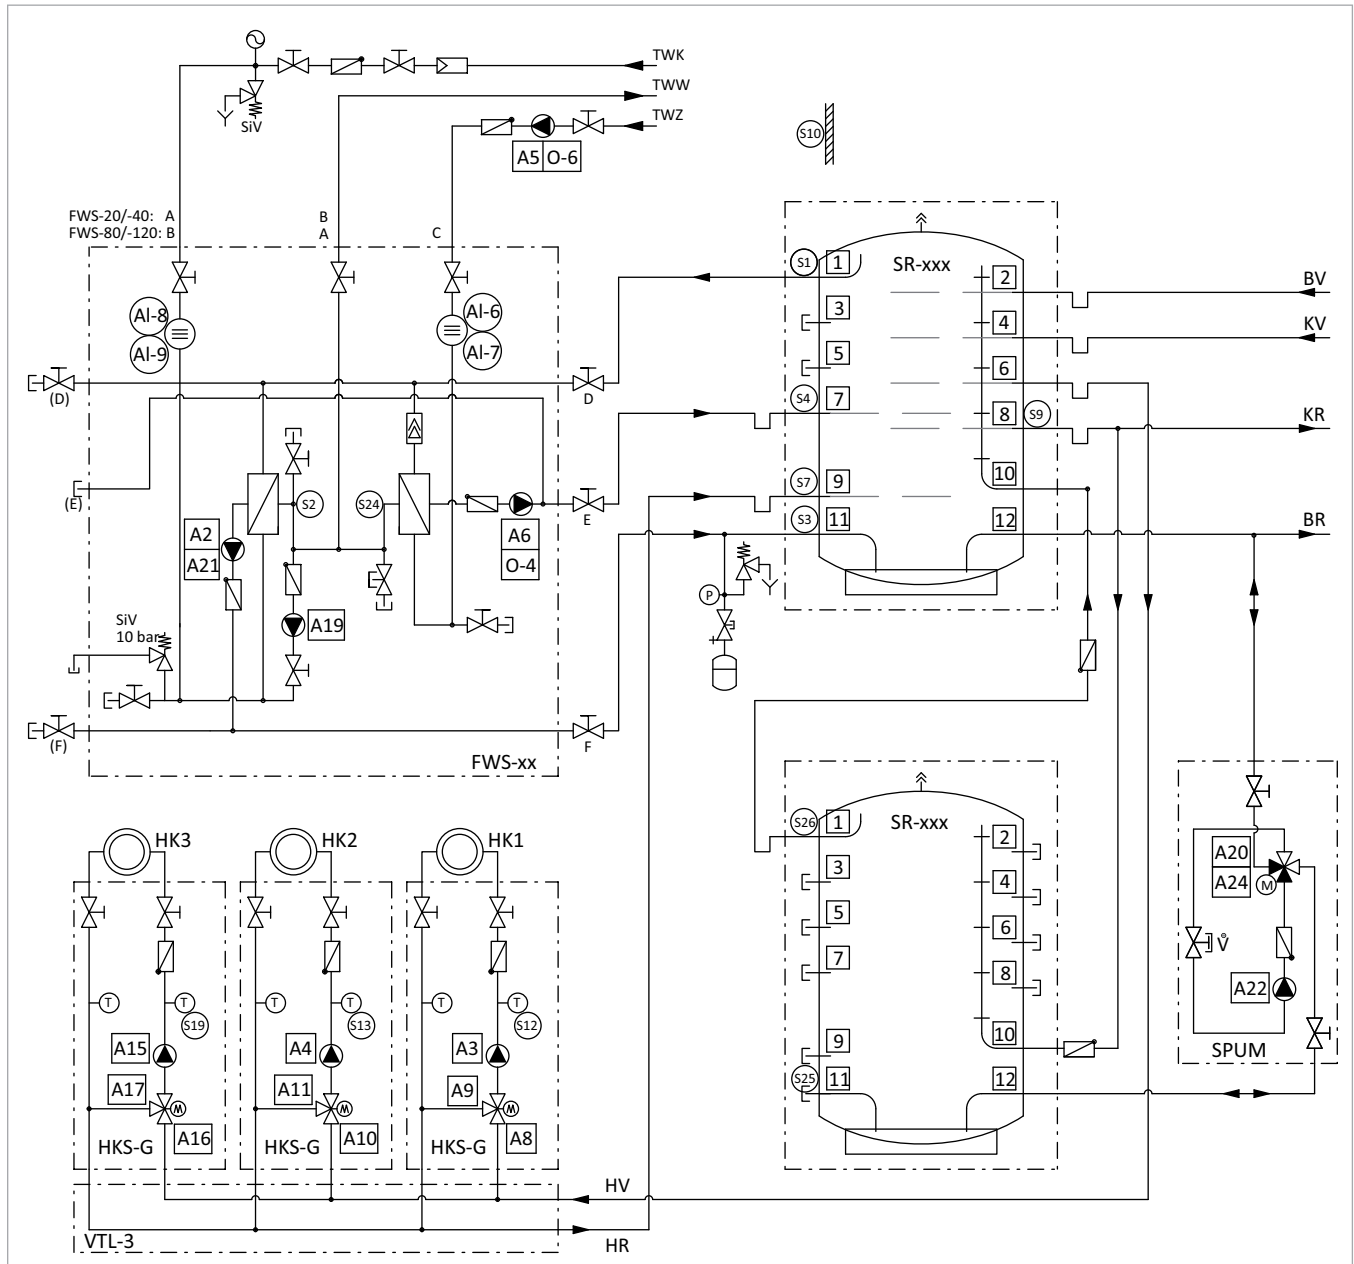 TWK
TWW
SiV
TWZ
A5 O-6
S10
FWS-20/-40: A
B
FWS-80/-120: B
A
C
S1
1
SR-xxx
2
BV
3
4
KV
AI-8
AI-9
AI-6
AI-7
5
6
(D)
D
S4
7
8
S9
KR
(E)
S2
S24
E
S7
9
10
A2
A21
A6
O-4
S3
11
12
BR
P
SiV
10 bar
A19
(F)
F
FWS-xx
S26
1
SR-xxx
2
HK3
HK2
HK1
3
4
A20
A24
M
5
6
7
8
V
T
T
T
T
T
T
S19
S13
S12
A22
A15
A4
A3
9
10
SPUM
A17
A11
A9
S25
11
12
M
M
M
HKS-G
A16
HKS-G
A10
HKS-G
A8
HV
VTL-3
HR